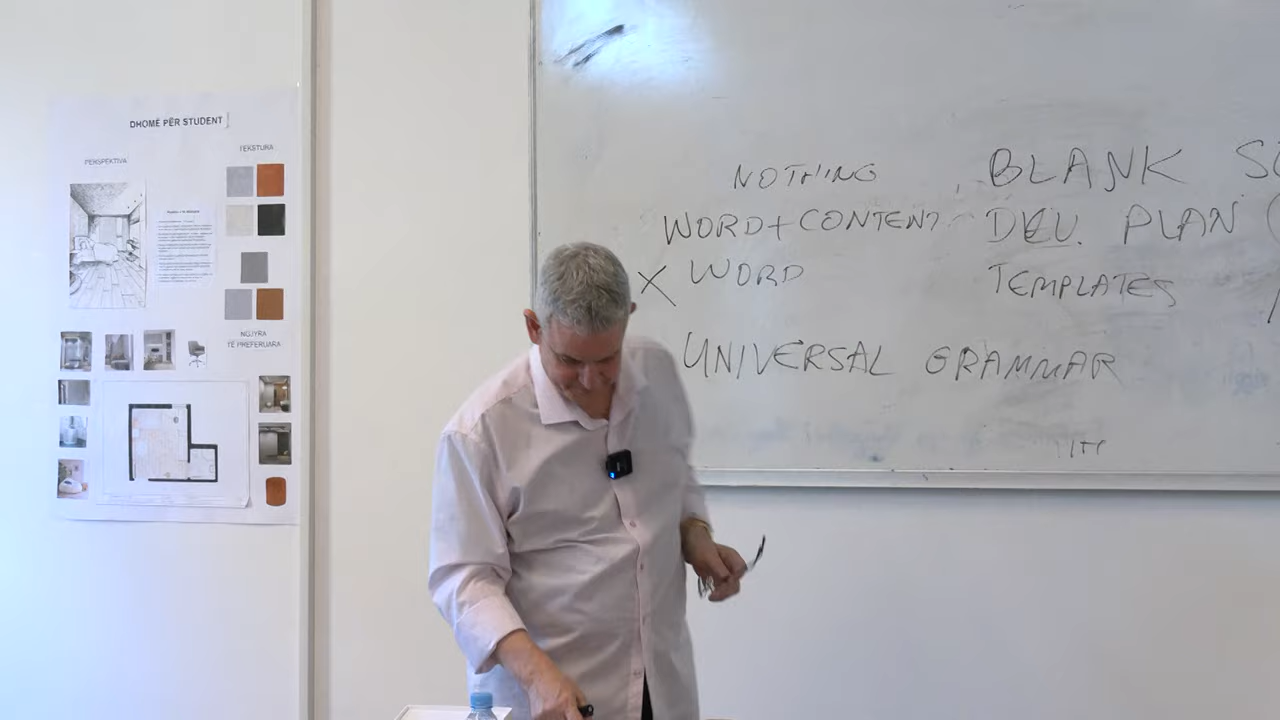 DHOMË PËR STUDENT
PERSPEKTIVA
TEKSTURA
NGJYRA
TË PREFERUARA
NOTHING
BLANK
WORD+CONTENT
DEV. PLAN
X WORD
TEMPLATES
UNIVERSAL GRAMMAR